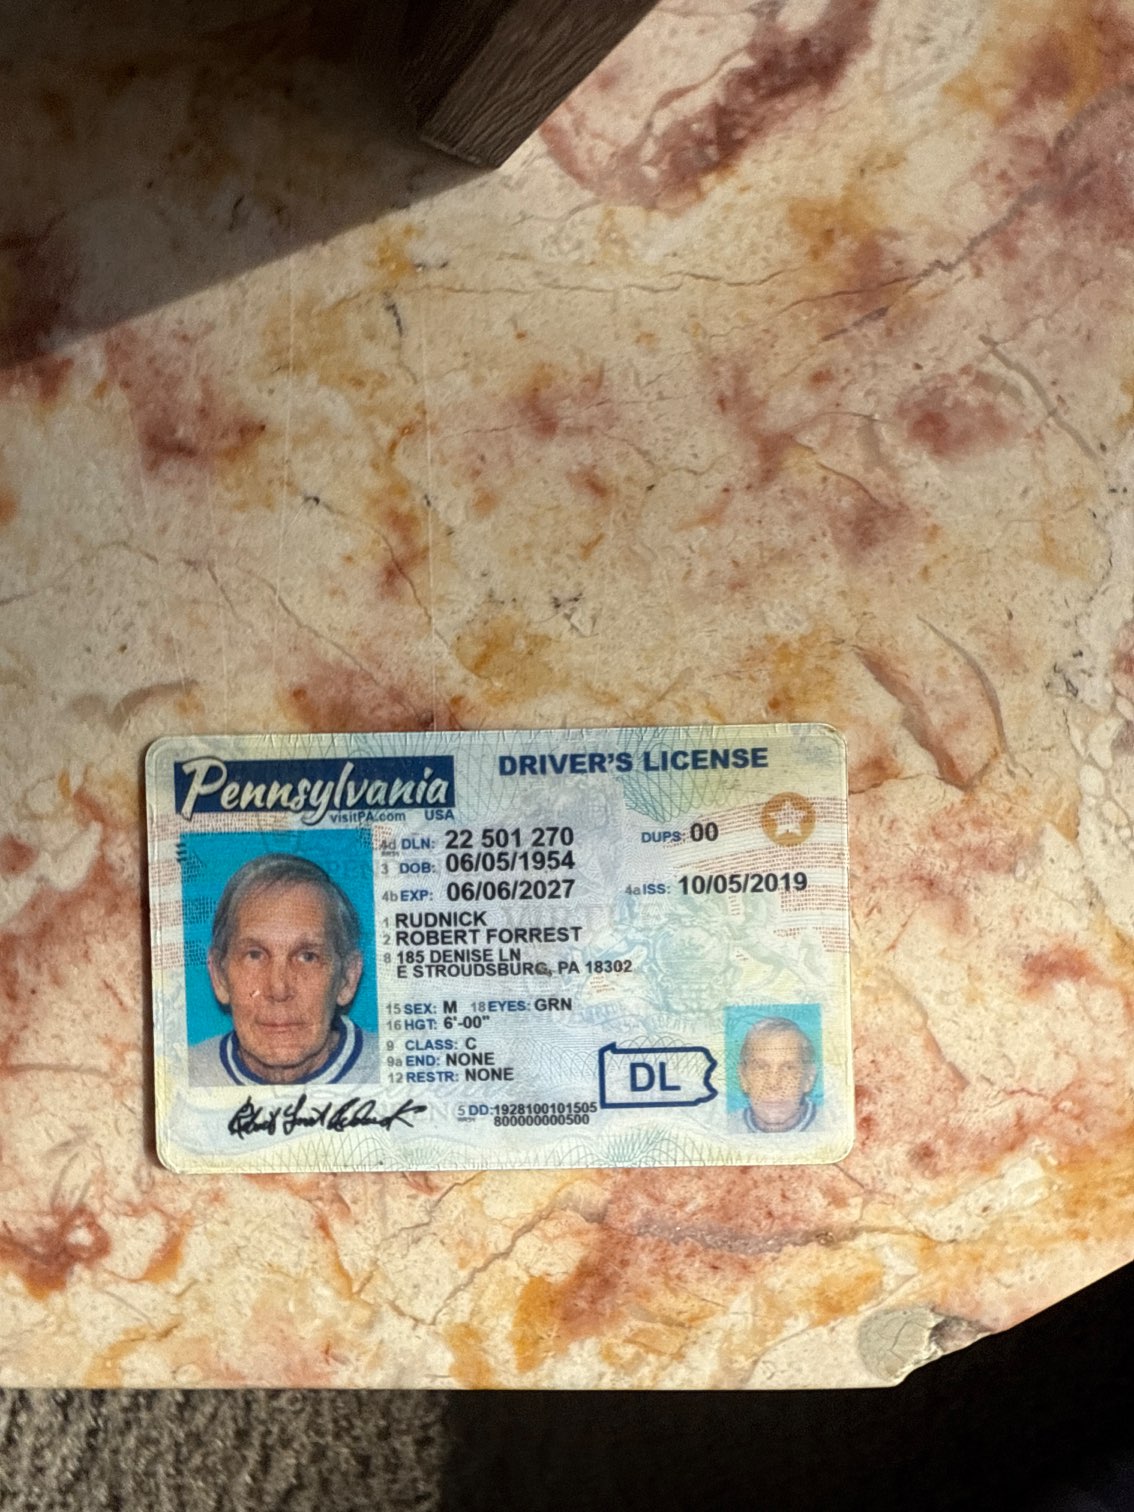 Pennsylvania
visitPA.com USA
DRIVER'S LICENSE
4d DLN: 22 501 270
DUPS: 00
3 DOB: 06/05/1954
4b EXP: 06/06/2027
4a ISS: 10/05/2019
1 RUDNICK
2 ROBERT FORREST
8 185 DENISE LN
E STROUDSBURG, PA 18302
15 SEX: M 18 EYES: GRN
16 HGT: 6'-00"
9 CLASS: C
9a END: NONE
12 RESTR: NONE
DL
5 DD: 1928100101505
800000000500